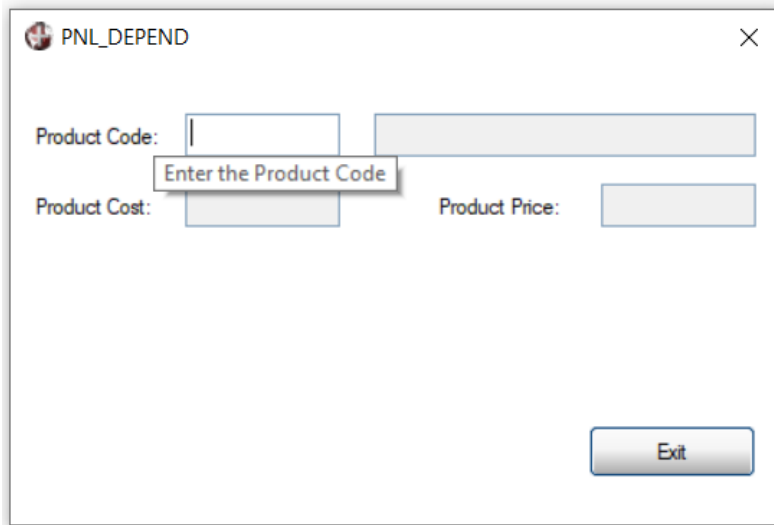 PNL_DEPEND
Product Code:
Enter the Product Code
Product Cost:
Product Price:
Exit